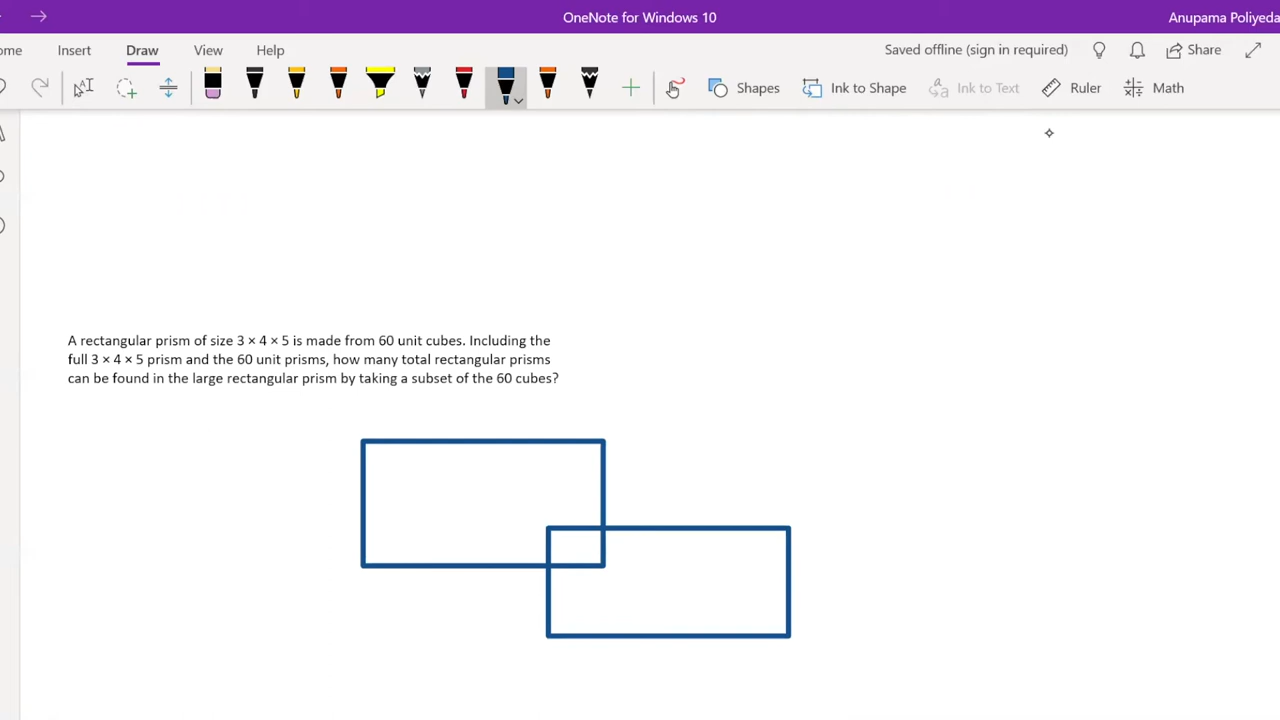 OneNote for Windows 10
Anupama Poliyeda
ome Insert Draw View Help
Saved offline (sign in required) Share
Shapes Ink to Shape Ink to Text Ruler Math
A rectangular prism of size 3 × 4 × 5 is made from 60 unit cubes. Including the
full 3 × 4 × 5 prism and the 60 unit prisms, how many total rectangular prisms
can be found in the large rectangular prism by taking a subset of the 60 cubes?